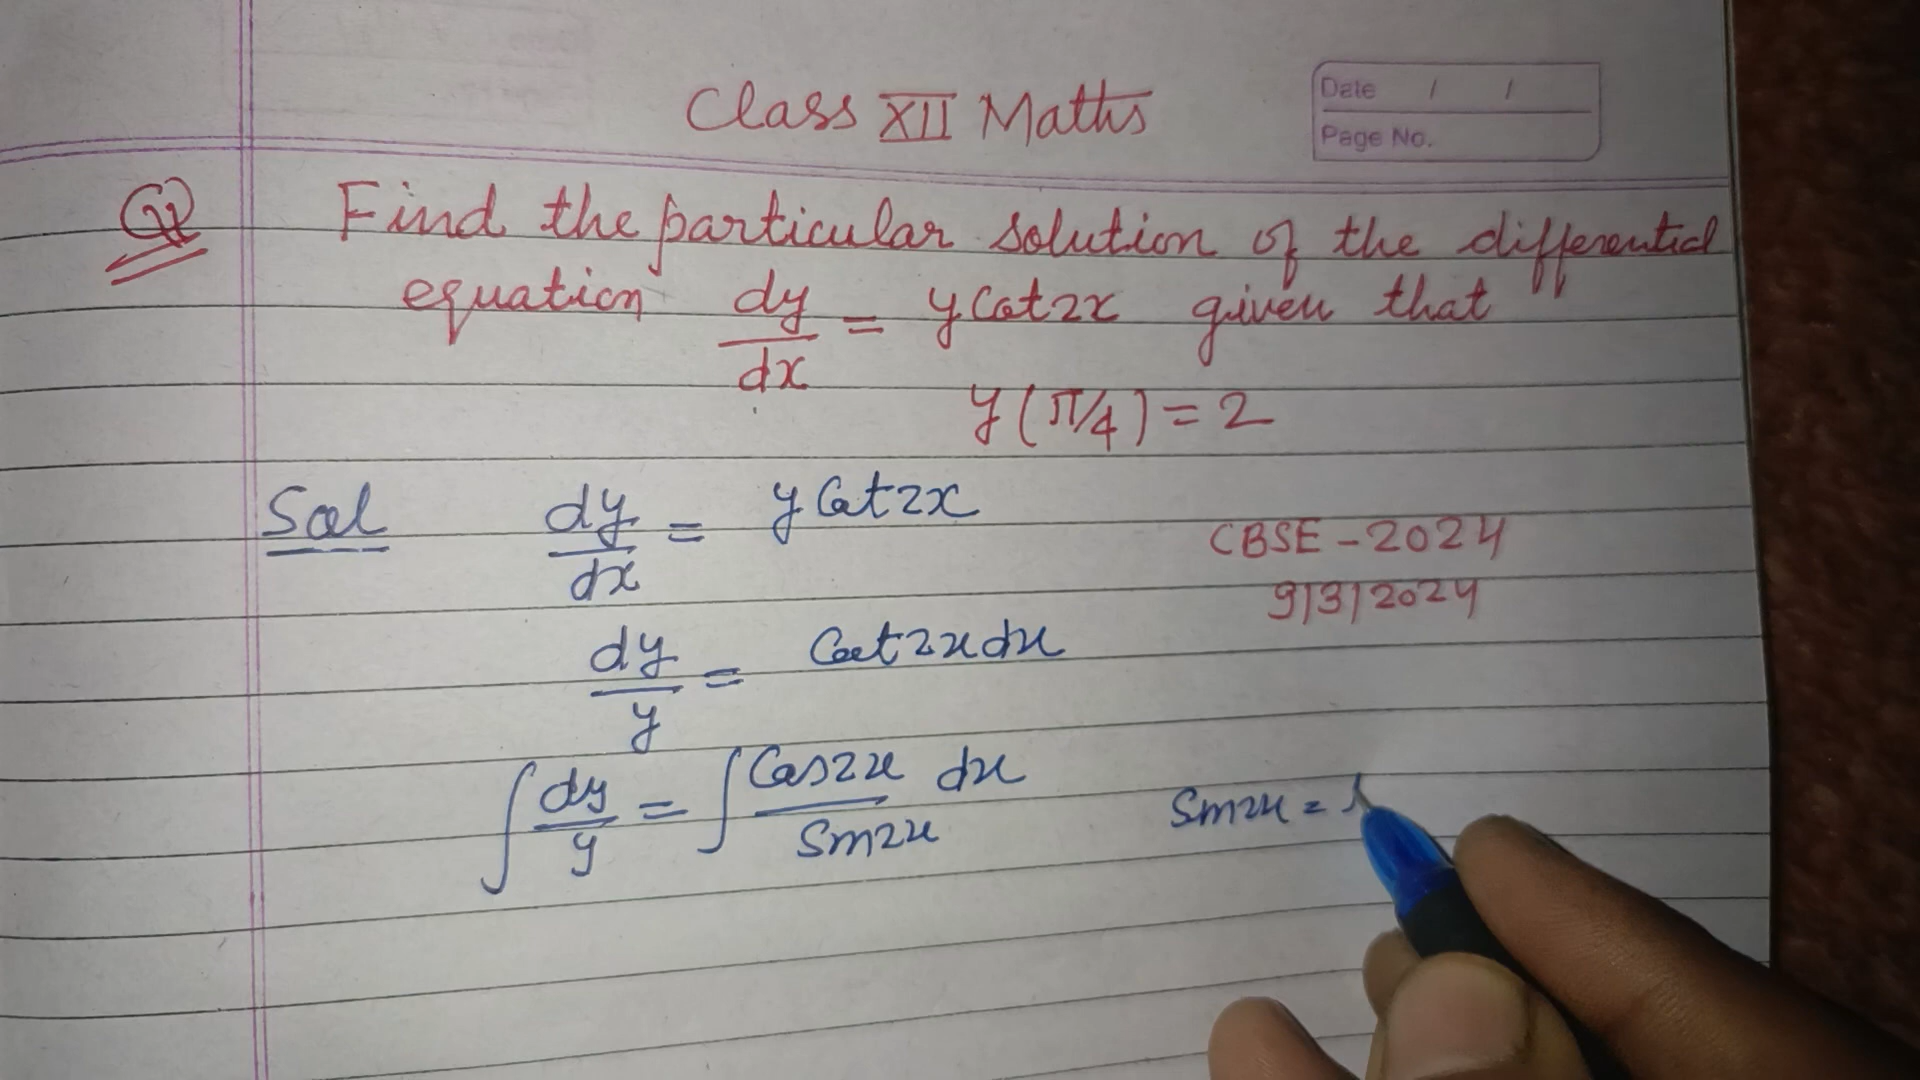 Class XII Maths
Date / /
Page No.
Q1 Find the particular solution of the differential
equation dy/dx = y Cot2x given that
y(π/4) = 2
Sol dy/dx = y Cot2x
CBSE - 2024
9/3/2024
dy/y = Cot2x dx
∫ dy/y = ∫ Cos2x/Sin2x dx
Sin2x =